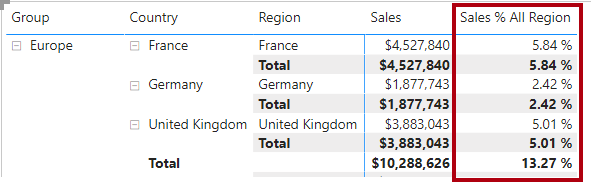 Group Country Region Sales Sales % All Region
Europe France France $4,527,840 5.84 %
Total $4,527,840 5.84 %
Germany Germany $1,877,743 2.42 %
Total $1,877,743 2.42 %
United Kingdom United Kingdom $3,883,043 5.01 %
Total $3,883,043 5.01 %
Total $10,288,626 13.27 %